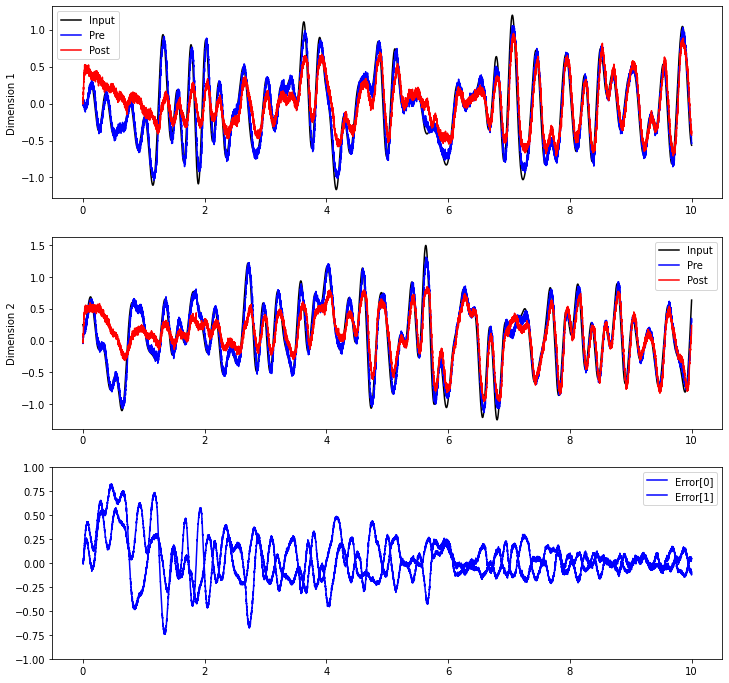 Input
Pre
Post
Dimension 1
1.0
0.5
0.0
−0.5
−1.0
0 2 4 6 8 10
Input
Pre
Post
Dimension 2
1.5
1.0
0.5
0.0
−0.5
−1.0
0 2 4 6 8 10
Error[0]
Error[1]
1.00
0.75
0.50
0.25
0.00
−0.25
−0.50
−0.75
−1.00
0 2 4 6 8 10